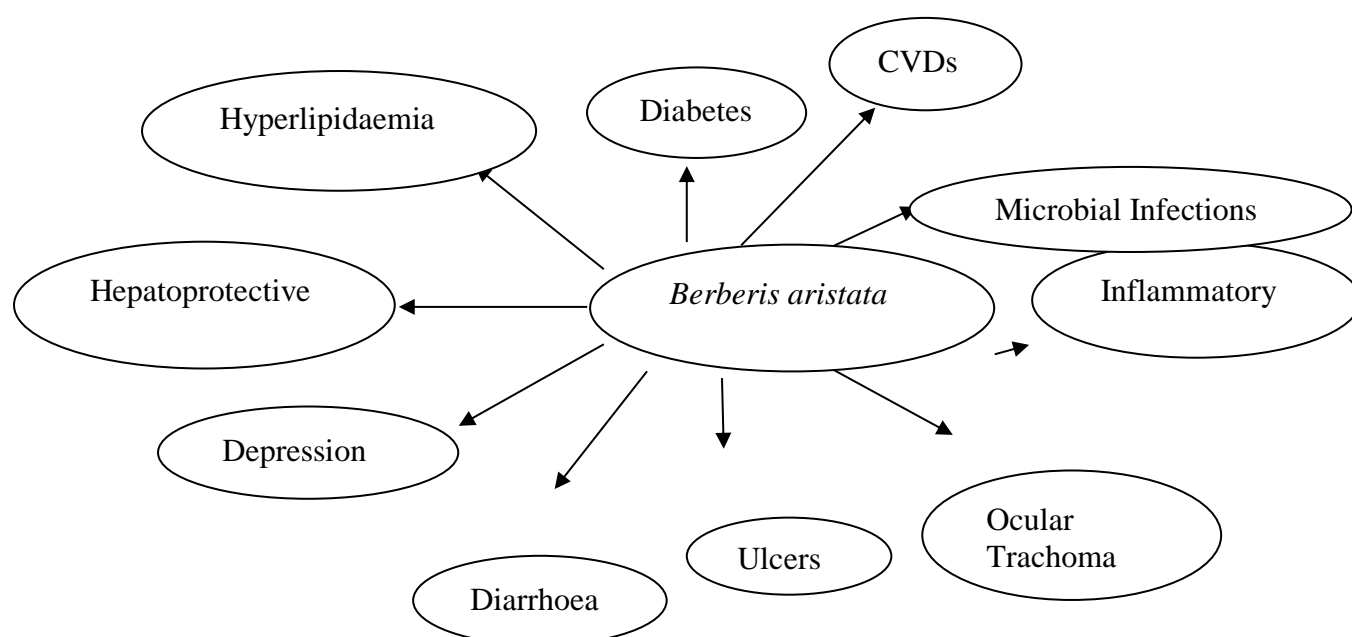 CVDs
Diabetes
Hyperlipidaemia
Microbial Infections
Hepatoprotective
Berberis aristata
Inflammatory
Depression
Ocular
Trachoma
Ulcers
Diarrhoea